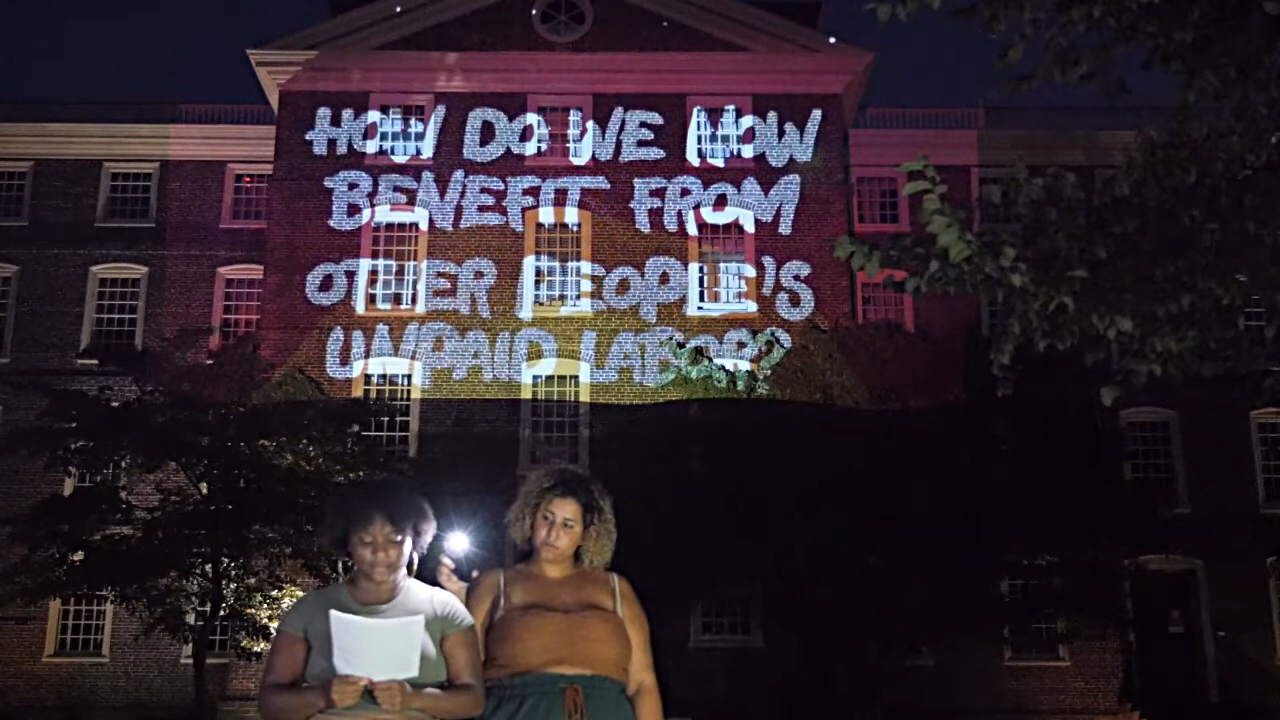 HOW DO WE NOW
BENEFIT FROM
OTHER PEOPLE'S
UNPAID LABOR?